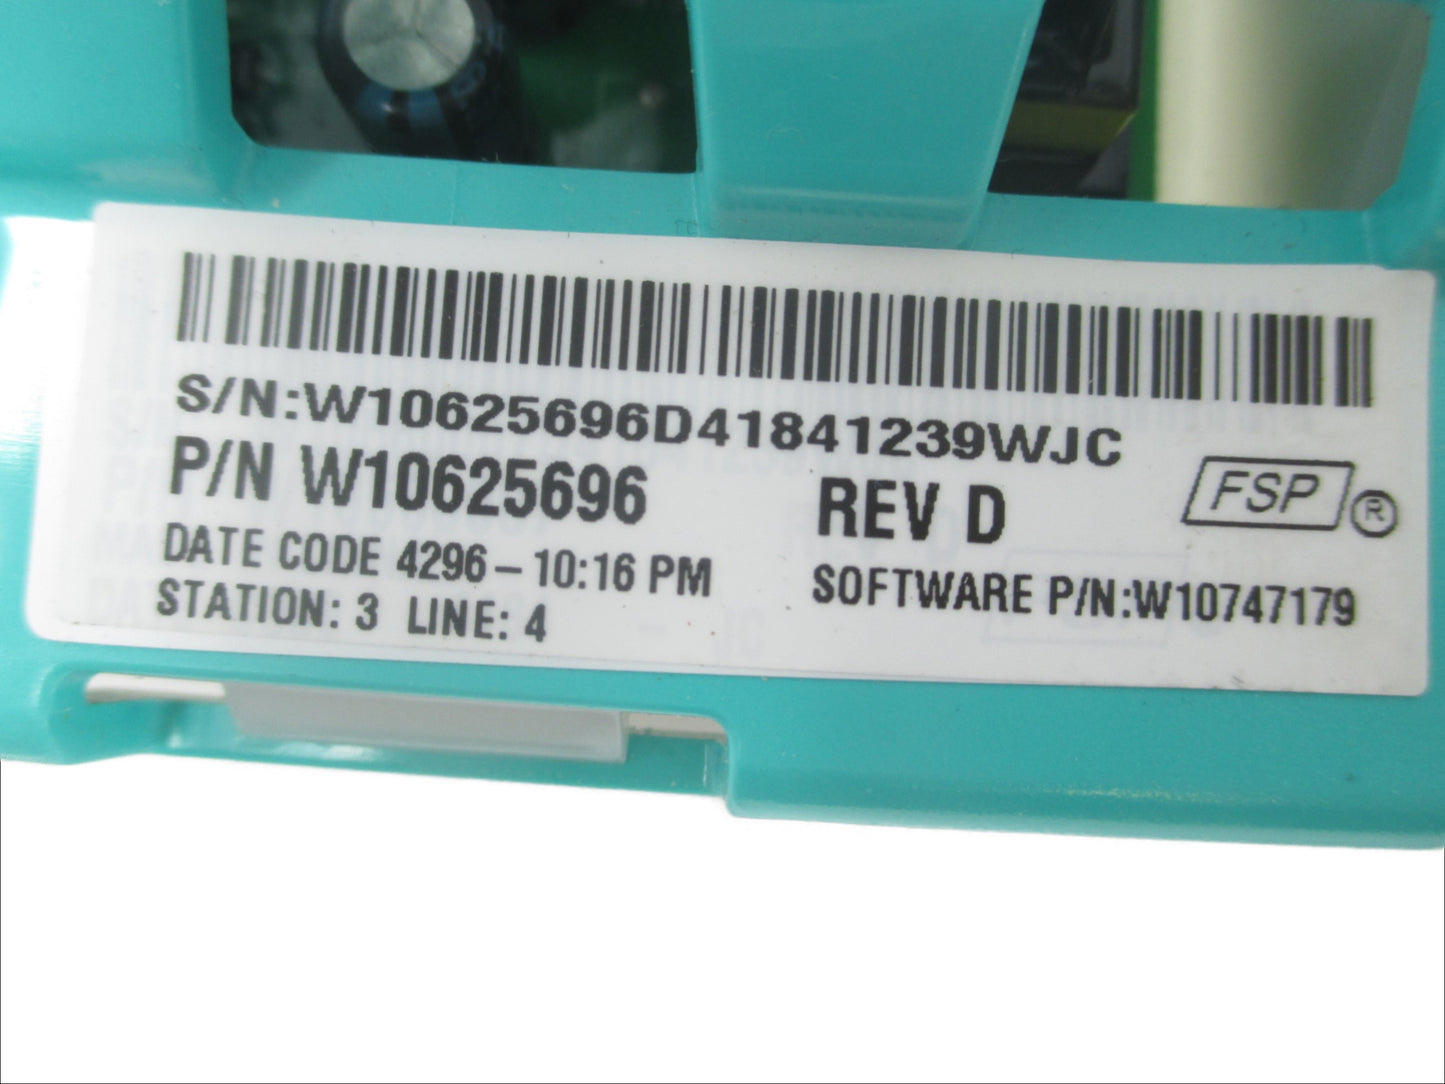 S/N:W10625696D41841239WJC
P/N W10625696 REV D
FSP ®
DATE CODE 4296-10:16 PM
SOFTWARE P/N:W10747179
STATION: 3 LINE: 4